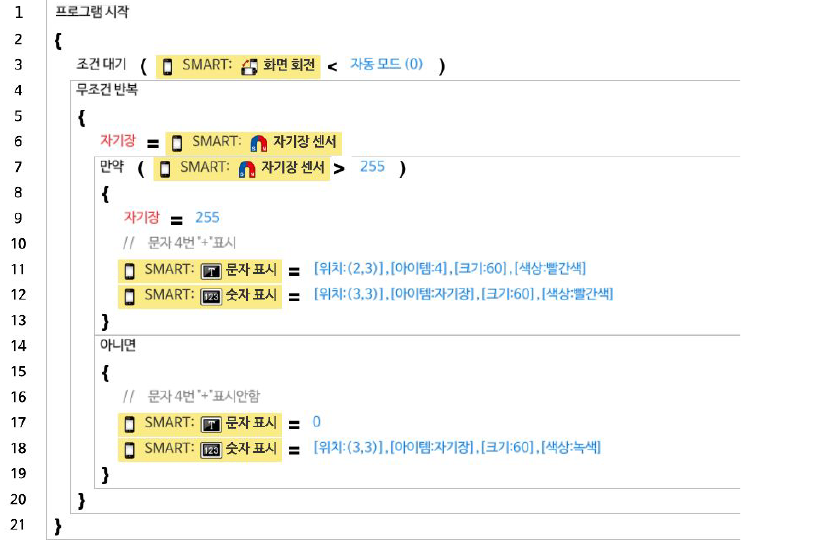 1 프로그램 시작
2 {
3 조건 대기 ( SMART: 화면 회전 < 자동 모드 (0) )
4 무조건 반복
5 {
6 자기장 = SMART: 자기장 센서
7 만약 ( SMART: 자기장 센서 > 255 )
8 {
9 자기장 = 255
10 // 문자 4번 "+"표시
11 SMART: T 문자 표시 = [위치:(2,3)],[아이템:4],[크기:60],[색상:빨간색]
12 SMART: 123 숫자 표시 = [위치:(3,3)],[아이템:자기장],[크기:60],[색상:빨간색]
13 }
14 아니면
15 {
16 // 문자 4번 "+"표시안함
17 SMART: T 문자 표시 = 0
18 SMART: 123 숫자 표시 = [위치:(3,3)],[아이템:자기장],[크기:60],[색상:녹색]
19 }
20 }
21 }